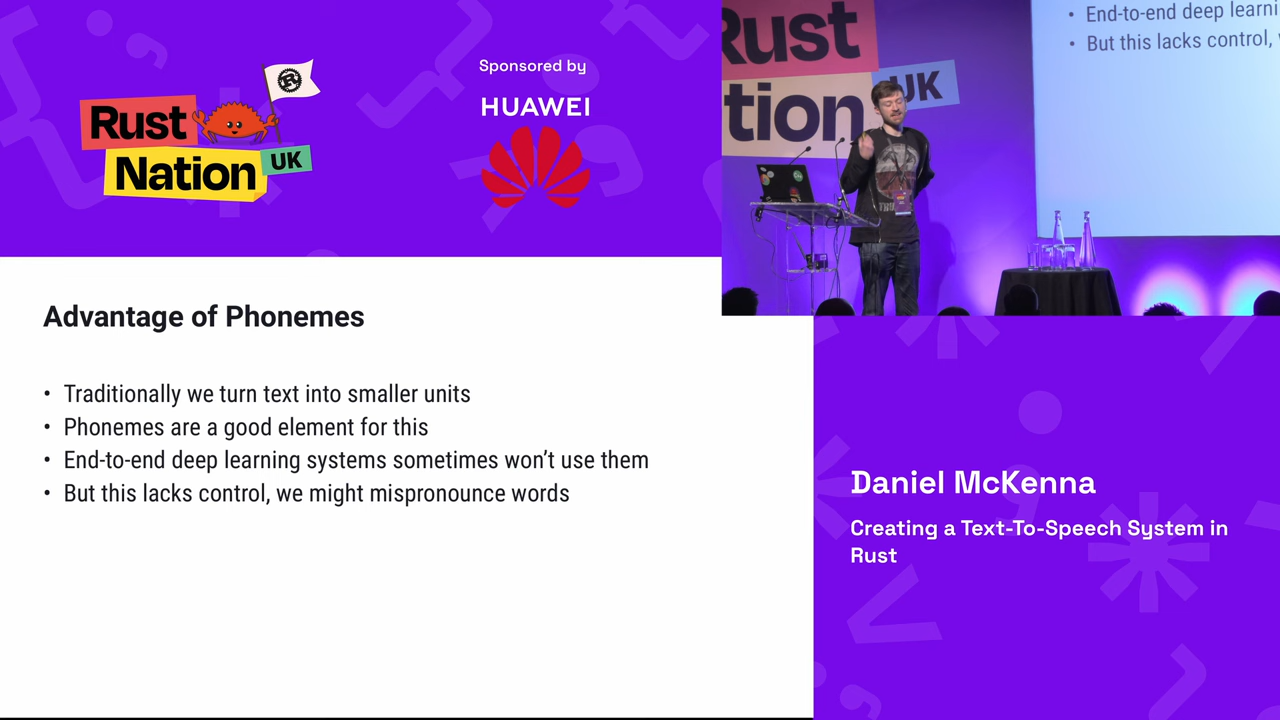 Rust
Nation
UK
Sponsored by
HUAWEI
Rust
tion
UK
• End-to-end deep
• But this lacks control,
Advantage of Phonemes
• Traditionally we turn text into smaller units
• Phonemes are a good element for this
• End-to-end deep learning systems sometimes won’t use them
• But this lacks control, we might mispronounce words
Daniel McKenna
Creating a Text-To-Speech System in
Rust